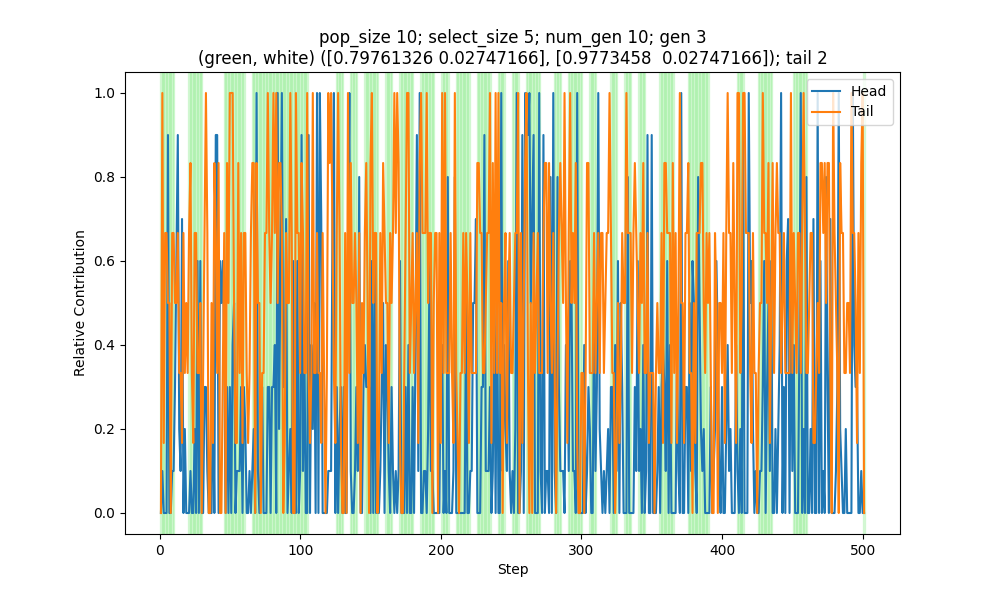 pop_size 10; select_size 5; num_gen 10; gen 3
(green, white) ([0.79761326 0.02747166], [0.9773458  0.02747166]); tail 2
Head
Tail
1.0
0.8
0.6
0.4
0.2
0.0
Relative Contribution
0
100
200
300
400
500
Step